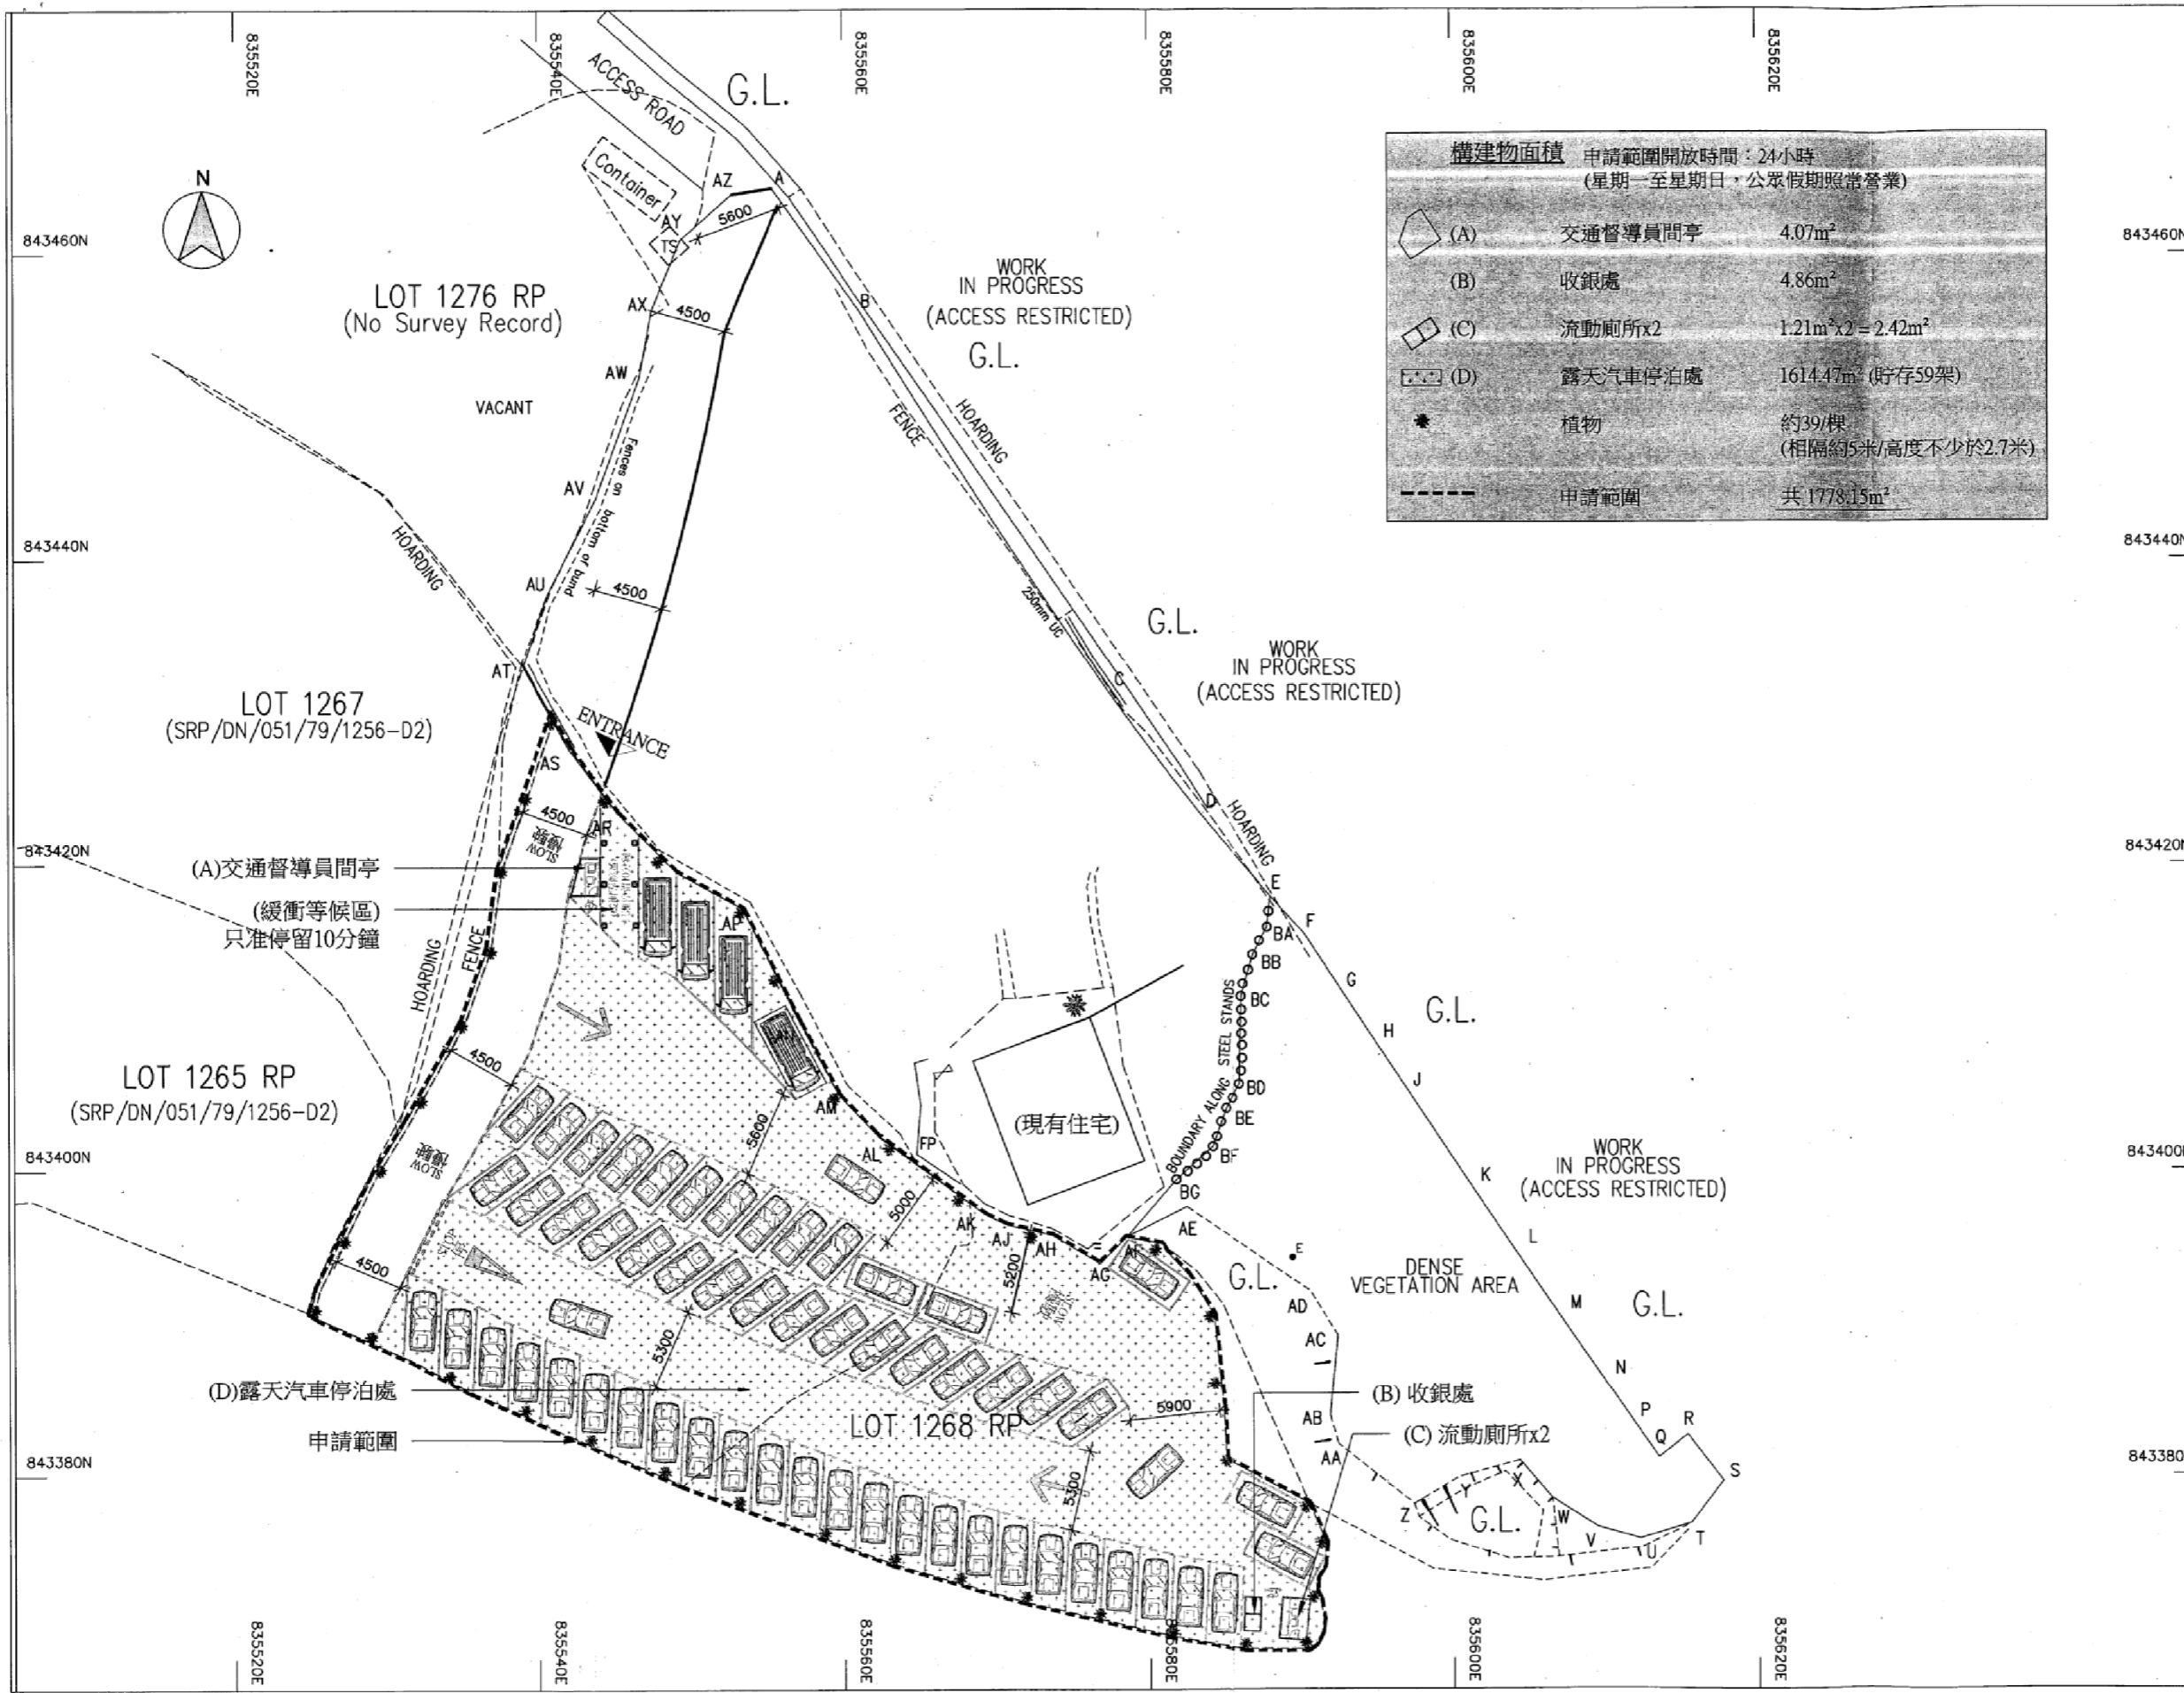 835520E
835540E
835560E
835580E
835600E
835620E
ACCESS ROAD
G.L.
Container
N
AZ
A
AY
TS
5600
843460N
843460N
構建物面積
申請範圍開放時間：24小時
(星期一至星期日，公眾假期照常營業)
(A) 交通督導員間亭 4.07m²
(B) 收銀處 4.86m²
(C) 流動廁所x2 1.21m²x2 = 2.42m²
(D) 露天汽車停泊處 1614.47m² (貯存59架)
植物 約39/棵
(相隔約5米/高度不少於2.7米)
申請範圍 共 1778.15m²
LOT 1276 RP
(No Survey Record)
AX
4500
B
WORK
IN PROGRESS
(ACCESS RESTRICTED)
G.L.
AW
VACANT
FENCE
HOARDING
Fences on bottom of bund
AV
HOARDING
843440N
843440N
AU
4500
250mm UC
G.L.
WORK
IN PROGRESS
(ACCESS RESTRICTED)
AT
C
LOT 1267
(SRP/DN/051/79/1256-D2)
ENTRANCE
AS
D
HOARDING
4500
AR
SLOW
慢駛
843420N
843420N
(A)交通督導員間亭
(緩衝等候區)
只准停留10分鐘
AP
E
F
BA
BB
BC
G
HOARDING
FENCE
G.L.
H
BOUNDARY ALONG STEEL STANDS
J
BD
BE
BF
BG
LOT 1265 RP
(SRP/DN/051/79/1256-D2)
4500
AM
5600
(現有住宅)
FP
AL
843400N
843400N
SLOW
慢駛
WORK
IN PROGRESS
(ACCESS RESTRICTED)
K
5000
AK
AJ
AH
AE
AF
AG
L
E
4500
5200
G.L.
DENSE
VEGETATION AREA
AD
AC
M
G.L.
SLOW
慢駛
5300
N
(D)露天汽車停泊處
申請範圍
LOT 1268 RP
5900
(B) 收銀處
(C) 流動廁所x2
AB
AA
P
Q
R
S
843380N
843380N
5300
X
Y
Z
G.L.
W
V
U
T
835520E
835540E
835560E
835580E
835600E
835620E